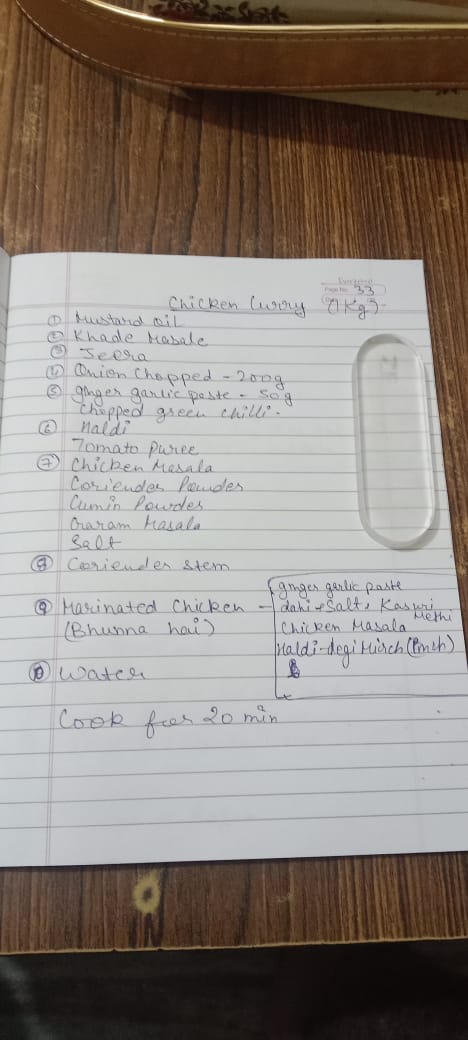 Page No. 33
Chicken Curry (1Kg)
① Mustard oil
② Khade Masale
③ Jeera
④ Onion Chopped - 200g
⑤ ginger garlic paste - 50g
Chopped green chilli.
⑥ Haldi
Tomato puree
⑦ Chicken Masala
Coriender Powder
Cumin Powder
Garam Masala
Salt
⑧ Coriender stem
⑨ Marinated Chicken -
(Bhunna hai)
ginger garlic paste
dahi, Salt, Kasuri
Methi
Chicken Masala
Haldi-degi Mirch (Pinch)
⑩ Water
Cook for 20 min